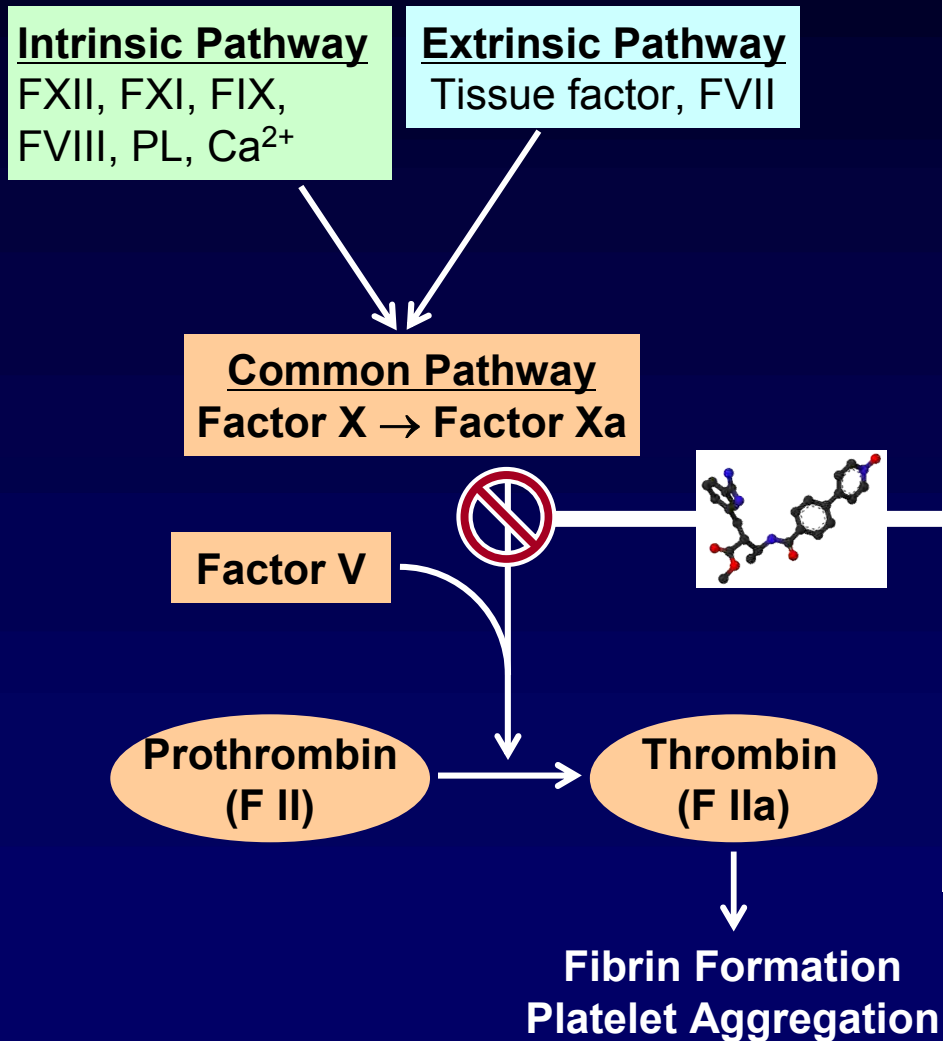 Intrinsic Pathway
FXII, FXI, FIX,
FVIII, PL, Ca²⁺
Extrinsic Pathway
Tissue factor, FVII
Common Pathway
Factor X → Factor Xa
Factor V
Prothrombin
(F II)
Thrombin
(F IIa)
Fibrin Formation
Platelet Aggregation